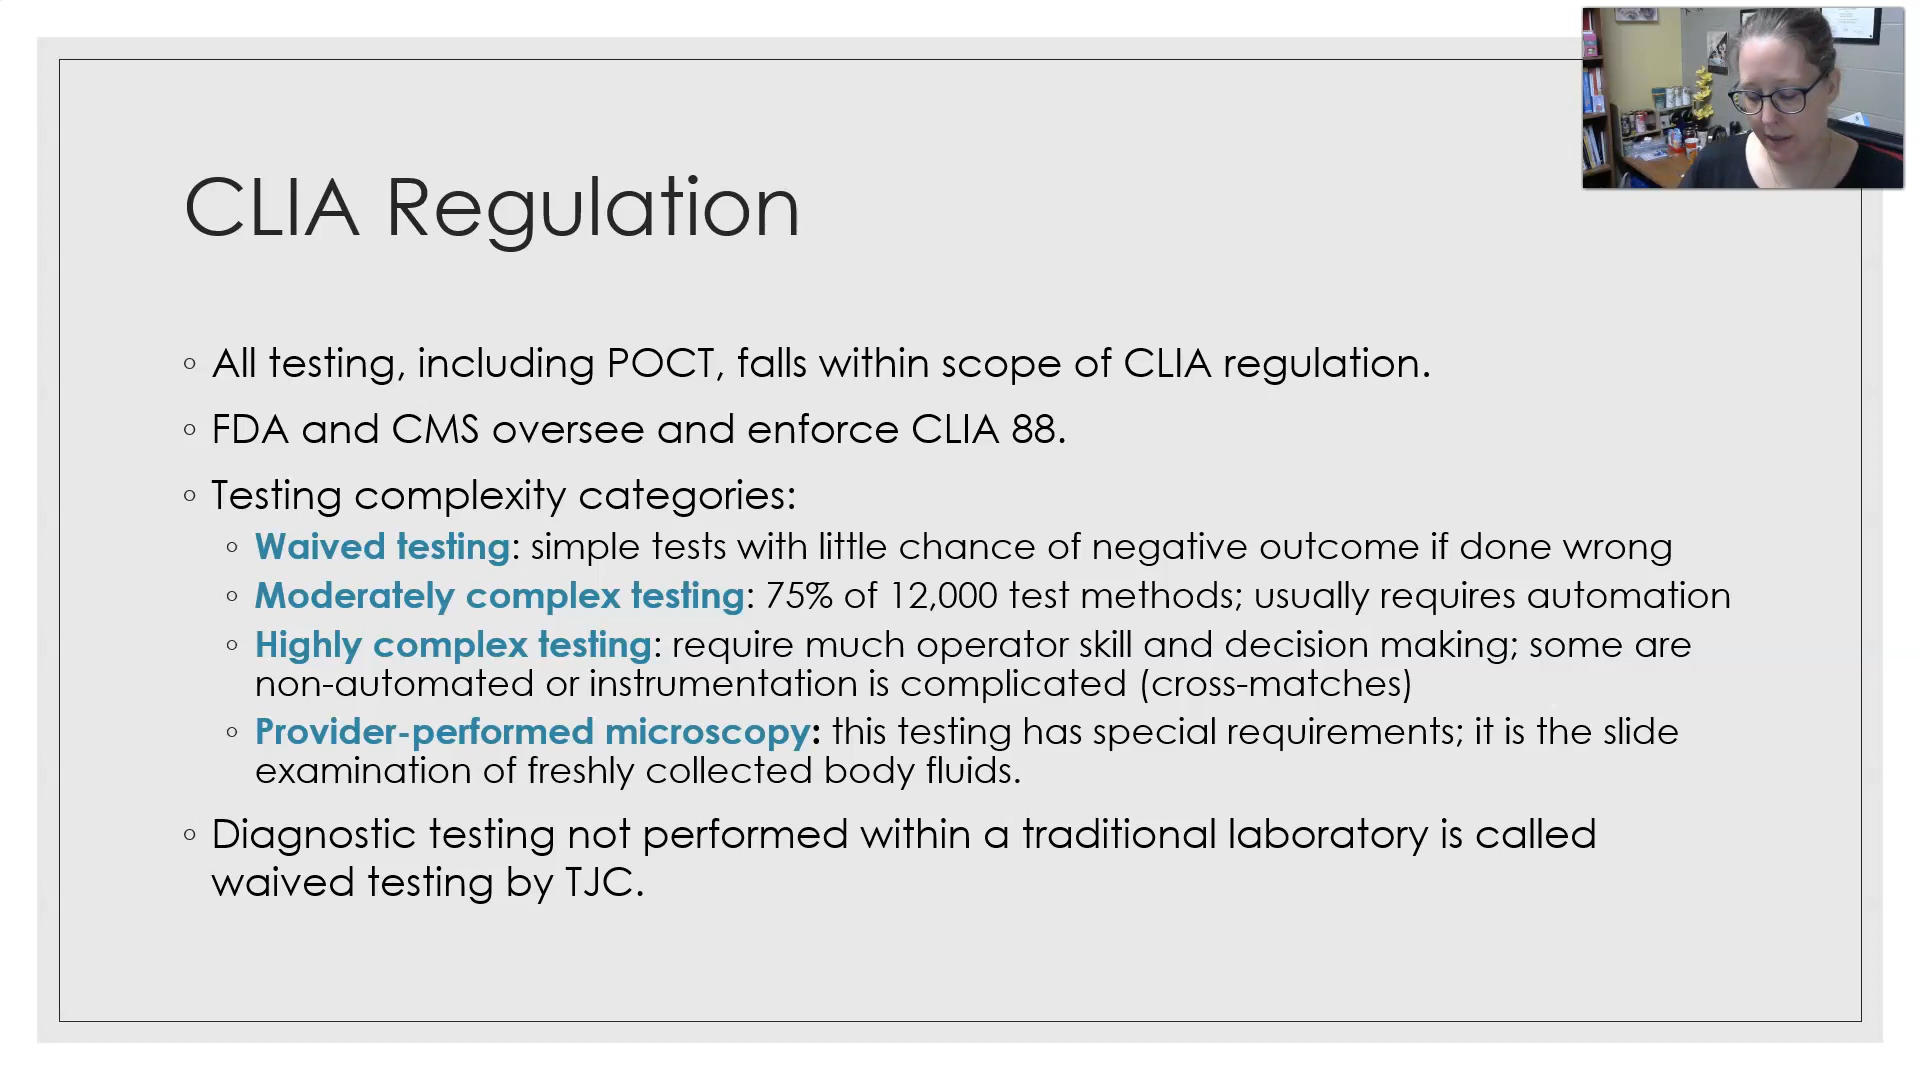 CLIA Regulation
◦ All testing, including POCT, falls within scope of CLIA regulation.
◦ FDA and CMS oversee and enforce CLIA 88.
◦ Testing complexity categories:
◦ Waived testing: simple tests with little chance of negative outcome if done wrong
◦ Moderately complex testing: 75% of 12,000 test methods; usually requires automation
◦ Highly complex testing: require much operator skill and decision making; some are
non-automated or instrumentation is complicated (cross-matches)
◦ Provider-performed microscopy: this testing has special requirements; it is the slide
examination of freshly collected body fluids.
◦ Diagnostic testing not performed within a traditional laboratory is called
waived testing by TJC.